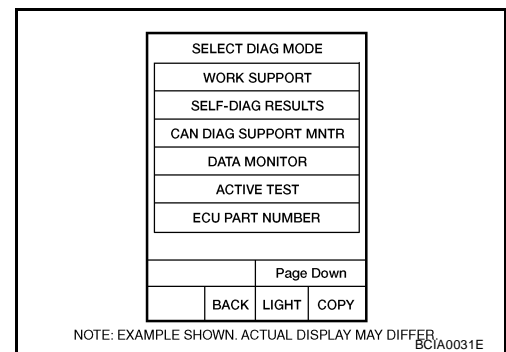 SELECT DIAG MODE
WORK SUPPORT
SELF-DIAG RESULTS
CAN DIAG SUPPORT MNTR
DATA MONITOR
ACTIVE TEST
ECU PART NUMBER
Page Down
BACK LIGHT COPY
NOTE: EXAMPLE SHOWN. ACTUAL DISPLAY MAY DIFFER.
BCIA0031E